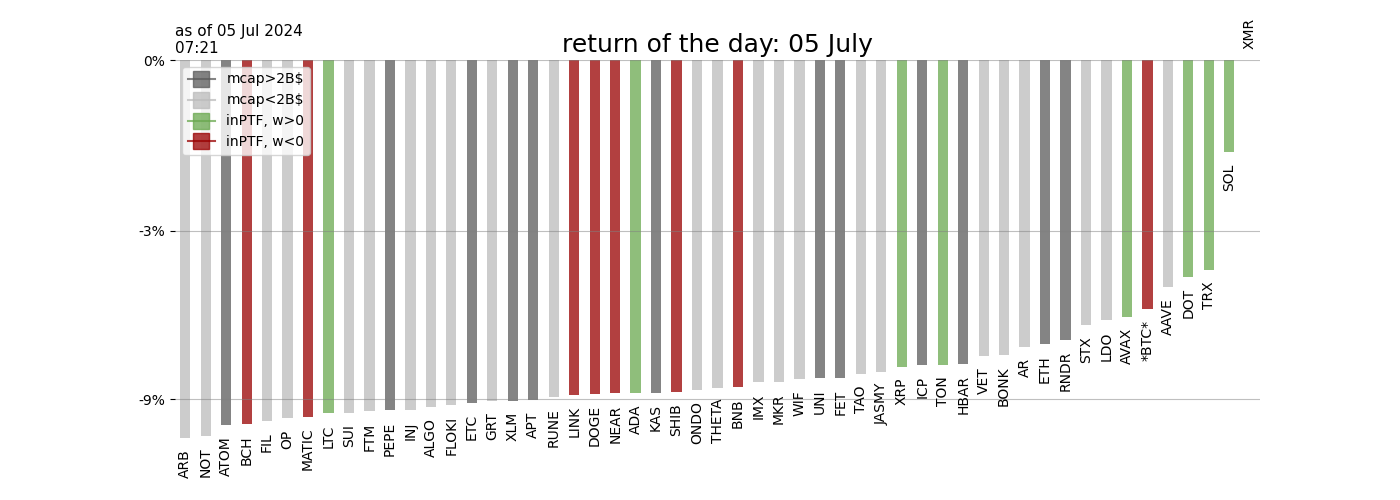 as of 05 Jul 2024
07:21
return of the day: 05 July
XMR
0%
-3%
-9%
mcap>2B$
mcap<2B$
inPTF, w>0
inPTF, w<0
ARB
NOT
ATOM
BCH
FIL
OP
MATIC
LTC
SUI
FTM
PEPE
INJ
ALGO
FLOKI
ETC
GRT
XLM
APT
RUNE
LINK
DOGE
NEAR
ADA
KAS
SHIB
ONDO
THETA
BNB
IMX
MKR
WIF
UNI
FET
TAO
JASMY
XRP
ICP
TON
HBAR
VET
BONK
AR
ETH
RNDR
STX
LDO
AVAX
*BTC*
AAVE
DOT
TRX
SOL